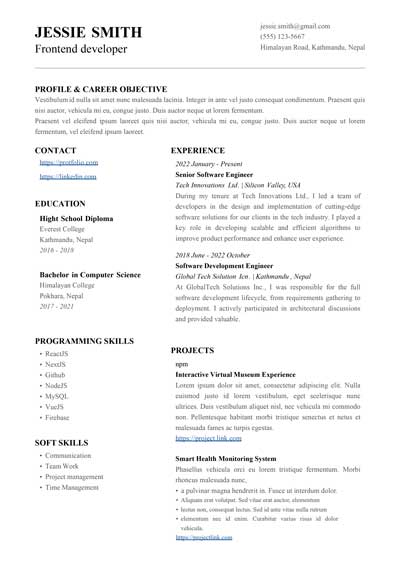 JESSIE SMITH
Frontend developer
jessie.smith@gmail.com
(555) 123-5667
Himalayan Road, Kathmandu, Nepal
PROFILE & CAREER OBJECTIVE
Vestibulum id nulla sit amet nunc malesuada lacinia. Integer in ante vel justo consequat condimentum. Praesent quis
nisi auctor, vehicula mi eu, congue justo. Duis auctor neque ut lorem fermentum.
Praesent vel eleifend ipsum laoreet quis nisi auctor, vehicula mi eu, congue justo. Duis auctor neque ut lorem
fermentum, vel eleifend ipsum laoreet.
CONTACT
https://protfolio.com
https://linkedin.com
EDUCATION
Hight School Diploma
Everest College
Kathmandu, Nepal
2016 - 2018
Bachelor in Computer Science
Himalayan College
Pokhara, Nepal
2017 - 2021
PROGRAMMING SKILLS
• ReactJS
• NextJS
• Github
• NodeJS
• MySQL
• VueJS
• Firebase
SOFT SKILLS
• Communication
• Team Work
• Project management
• Time Management
EXPERIENCE
2022 January - Present
Senior Software Engineer
Tech Innovations Ltd. | Silicon Valley, USA
During my tenure at Tech Innovations Ltd., I led a team of
developers in the design and implementation of cutting-edge
software solutions for our clients in the tech industry. I played a
key role in developing scalable and efficient algorithms to
improve product performance and enhance user experience.
2018 June - 2022 October
Software Development Engineer
Global Tech Solution Icn. | Kathmandu , Nepal
At GlobalTech Solutions Inc., I was responsible for the full
software development lifecycle, from requirements gathering to
deployment. I actively participated in architectural discussions
and provided valuable.
PROJECTS
npm
Interactive Virtual Museum Experience
Lorem ipsum dolor sit amet, consectetur adipiscing elit. Nulla
euismod justo id lorem vestibulum, eget scelerisque nunc
ultrices. Duis vestibulum aliquet nisl, nec vehicula mi commodo
non. Pellentesque habitant morbi tristique senectus et netus et
malesuada fames ac turpis egestas.
https://project.link.com
Smart Health Monitoring System
Phasellus vehicula orci eu lorem tristique fermentum. Morbi
rhoncus malesuada nunc,
• a pulvinar magna hendrerit in. Fusce ut interdum dolor.
• Aliquam erat volutpat. Sed vitae erat auctor, elementum
• lectus non, consequat lectus. Sed id ante vitae nulla rutrum
• elementum nec id enim. Curabitur varius risus id dolor
vehicula.
https://projectlink.com